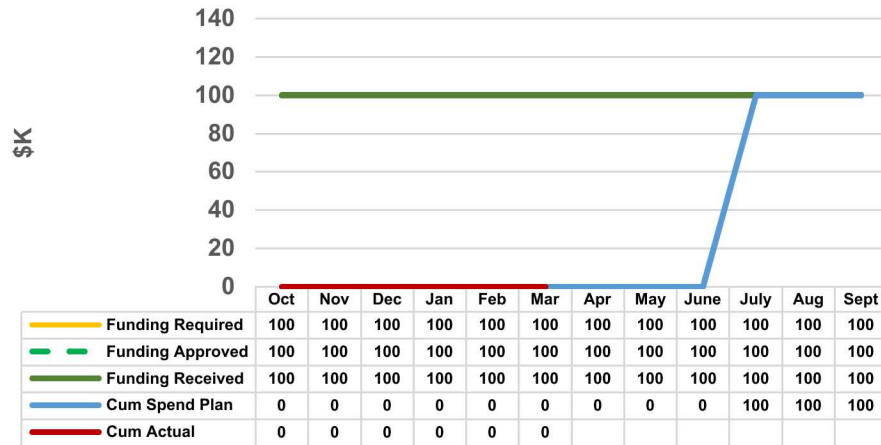 140
120
100
80
60
40
20
0
$K
Oct Nov Dec Jan Feb Mar Apr May June July Aug Sept
Funding Required 100 100 100 100 100 100 100 100 100 100 100 100
Funding Approved 100 100 100 100 100 100 100 100 100 100 100 100
Funding Received 100 100 100 100 100 100 100 100 100 100 100 100
Cum Spend Plan 0 0 0 0 0 0 0 0 0 100 100 100
Cum Actual 0 0 0 0 0 0